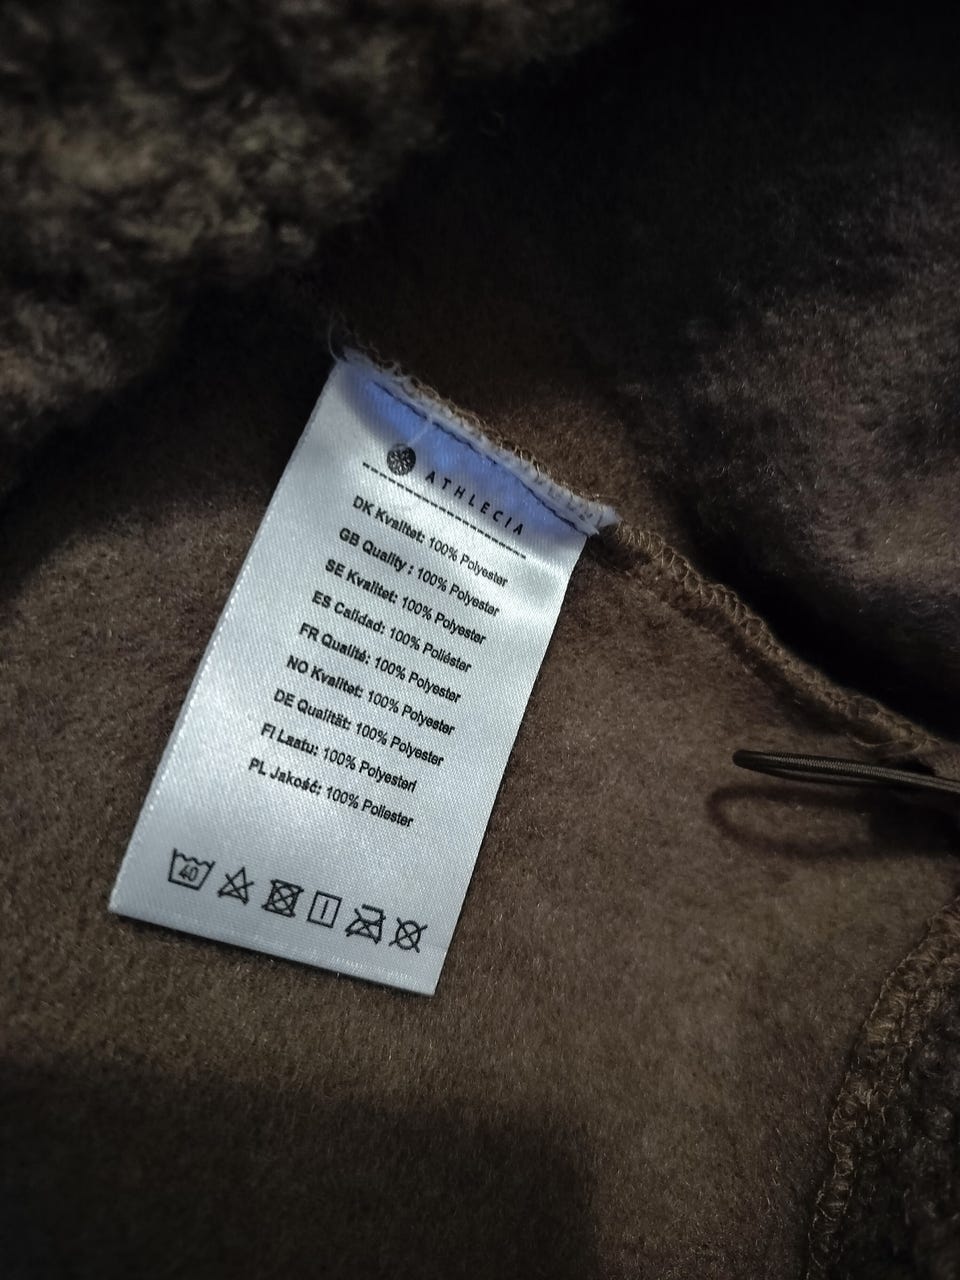 ATHLECIA
DK Kvalitet: 100% Polyester
GB Quality : 100% Polyester
SE Kvalitet: 100% Polyester
ES Calidad: 100% Poliéster
FR Qualité: 100% Polyester
NO Kvalitet: 100% Polyester
DE Qualität: 100% Polyester
FI Laatu: 100% Polyesteri
PL Jakość: 100% Poliester
40